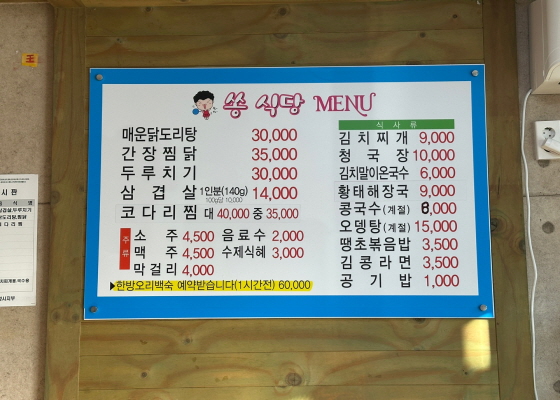 쏭 식당 MENU
매운닭도리탕 30,000
간장찜닭 35,000
두루치기 30,000
삼겹살 1인분(140g) 14,000
100g당 10,000
코다리찜 대 40,000 중 35,000
주류
소주 4,500 음료수 2,000
맥주 4,500 수제식혜 3,000
막걸리 4,000
▶한방오리백숙 예약받습니다(1시간전) 60,000
식사류
김치찌개 9,000
청국장 10,000
김치말이온국수 6,000
황태해장국 9,000
콩국수(계절) 8,000
오뎅탕(계절) 15,000
땡초볶음밥 3,500
김콩라면 3,500
공기밥 1,000